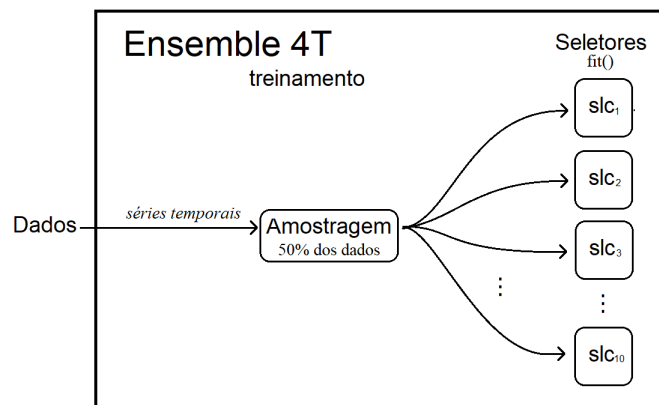 Ensemble 4T
treinamento
Seletores
fit()
slc1
slc2
séries temporais
Dados
Amostragem
50% dos dados
slc3
⋮
⋮
slc10